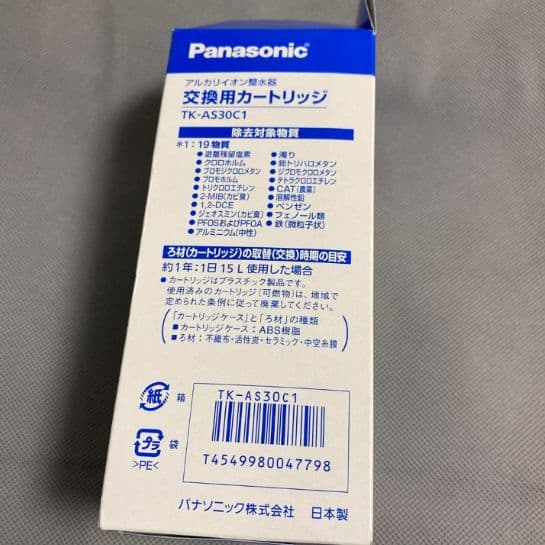 Panasonic
アルカリイオン整水器
交換用カートリッジ
TK-AS30C1
除去対象物質
※1:19物質
●遊離残留塩素
●クロロホルム
●ブロモジクロロメタン
●ブロモホルム
●トリクロロエチレン
●2-MIB(カビ臭)
●1,2-DCE
●ジェオスミン(カビ臭)
●PFOSおよびPFOA
●アルミニウム(中性)
●濁り
●総トリハロメタン
●ジブロモクロロメタン
●テトラクロロエチレン
●CAT(農薬)
●溶解性鉛
●ベンゼン
●フェノール類
●鉄(微粒子状)
ろ材(カートリッジ)の取替(交換)時期の目安
約1年:1日15L使用した場合
●カートリッジはプラスチック製品です。
使用済みのカートリッジ(可燃物)は、地域で
定められた条例に従って廃棄してください。
「カートリッジケース」と「ろ材」の種類
■カートリッジケース:ABS樹脂
■ろ材:不織布・活性炭・セラミック・中空糸膜
紙 箱
プラ 袋
>PE<
TK-AS30C1
T4549980047798
パナソニック株式会社 日本製